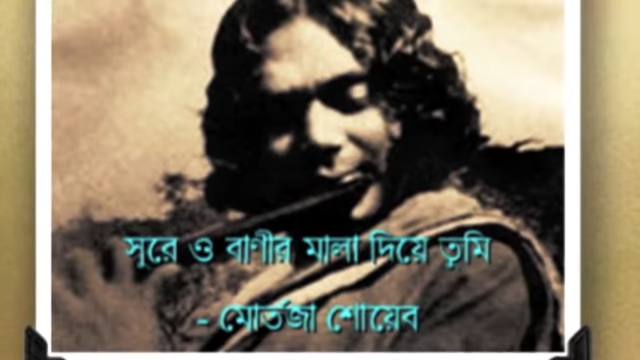 সুরে ও বাণীর মালা দিয়ে তুমি
- মোর্তজা শোয়েব